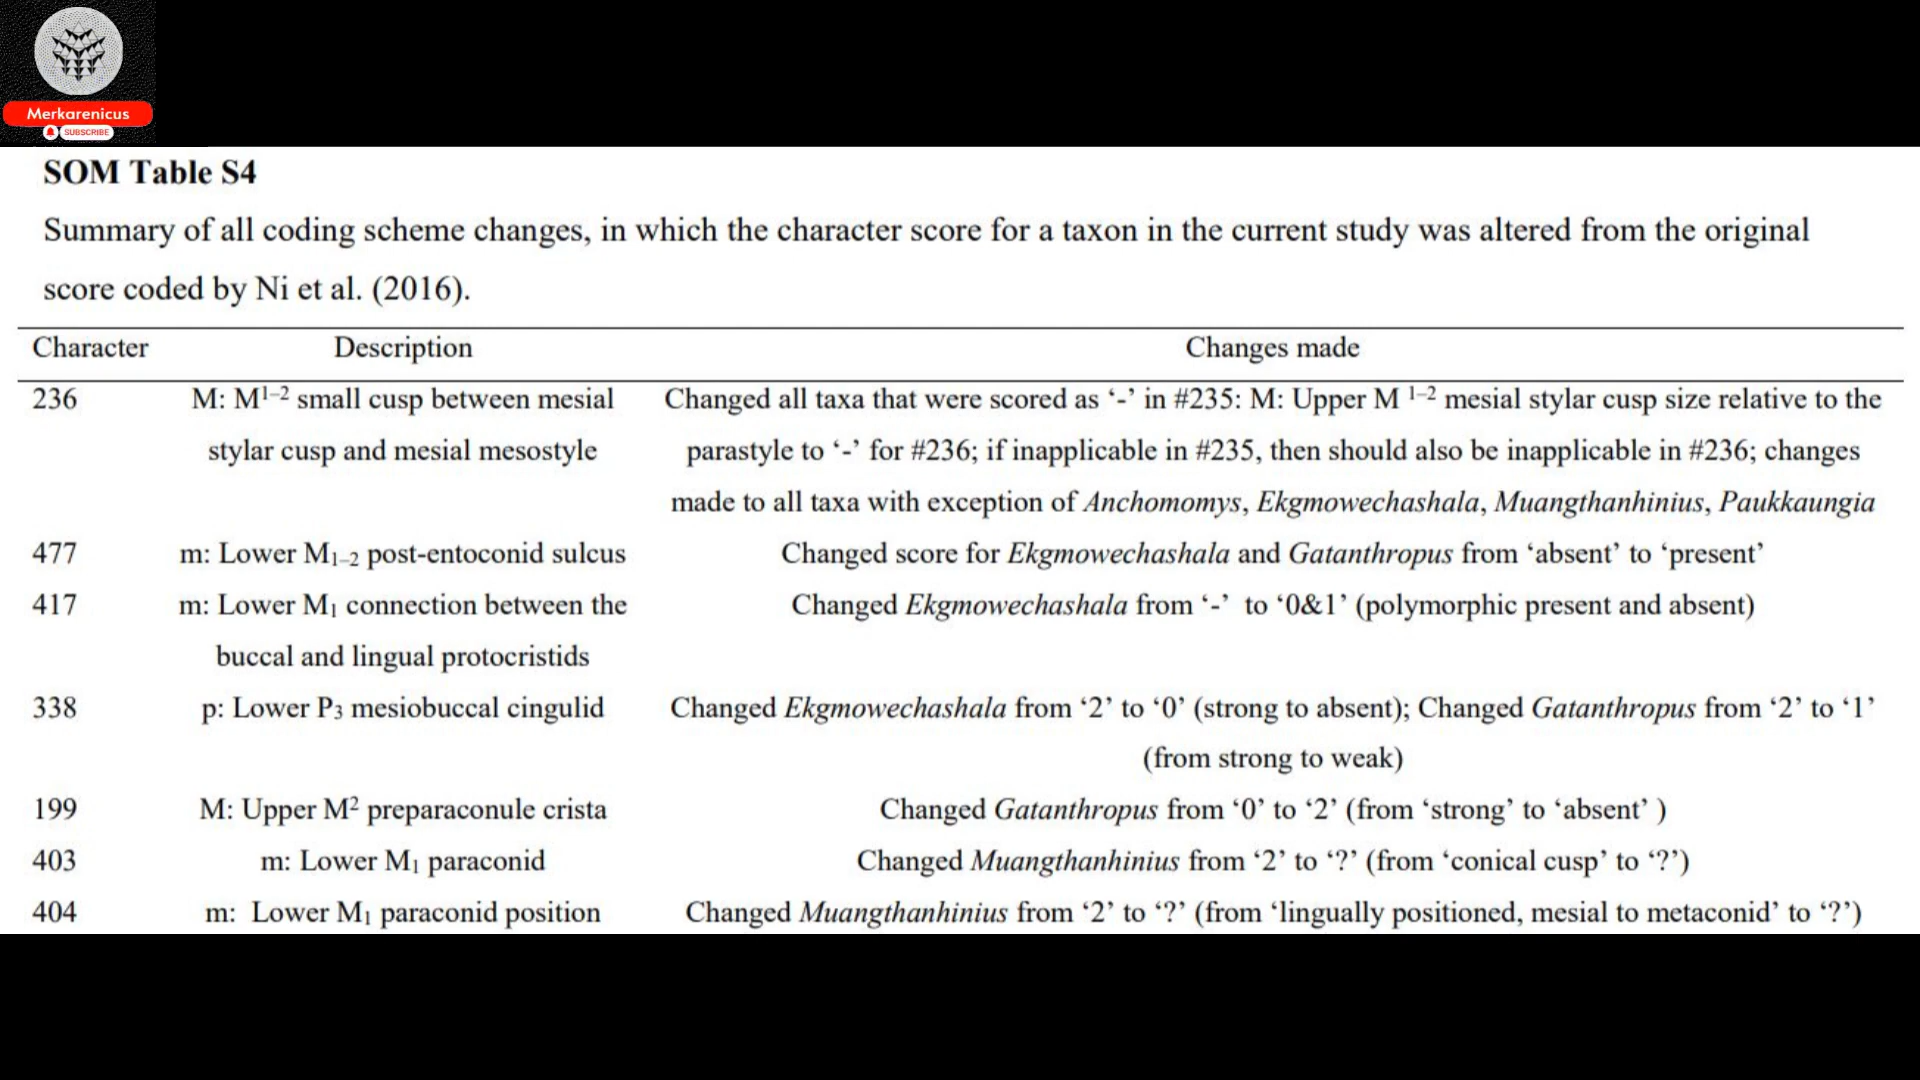 Merkarenicus
SUBSCRIBE
SOM Table S4
Summary of all coding scheme changes, in which the character score for a taxon in the current study was altered from the original
score coded by Ni et al. (2016).
Character Description Changes made
236 M: M¹⁻² small cusp between mesial Changed all taxa that were scored as ‘-’ in #235: M: Upper M ¹⁻² mesial stylar cusp size relative to the
stylar cusp and mesial mesostyle parastyle to ‘-’ for #236; if inapplicable in #235, then should also be inapplicable in #236; changes
made to all taxa with exception of Anchomomys, Ekgmowechashala, Muangthanhinius, Paukkaungia
477 m: Lower M₁₋₂ post-entoconid sulcus Changed score for Ekgmowechashala and Gatanthropus from ‘absent’ to ‘present’
417 m: Lower M₁ connection between the Changed Ekgmowechashala from ‘-’ to ‘0&1’ (polymorphic present and absent)
buccal and lingual protocristids
338 p: Lower P₃ mesiobuccal cingulid Changed Ekgmowechashala from ‘2’ to ‘0’ (strong to absent); Changed Gatanthropus from ‘2’ to ‘1’
(from strong to weak)
199 M: Upper M² preparaconule crista Changed Gatanthropus from ‘0’ to ‘2’ (from ‘strong’ to ‘absent’ )
403 m: Lower M₁ paraconid Changed Muangthanhinius from ‘2’ to ‘?’ (from ‘conical cusp’ to ‘?’)
404 m: Lower M₁ paraconid position Changed Muangthanhinius from ‘2’ to ‘?’ (from ‘lingually positioned, mesial to metaconid’ to ‘?’)